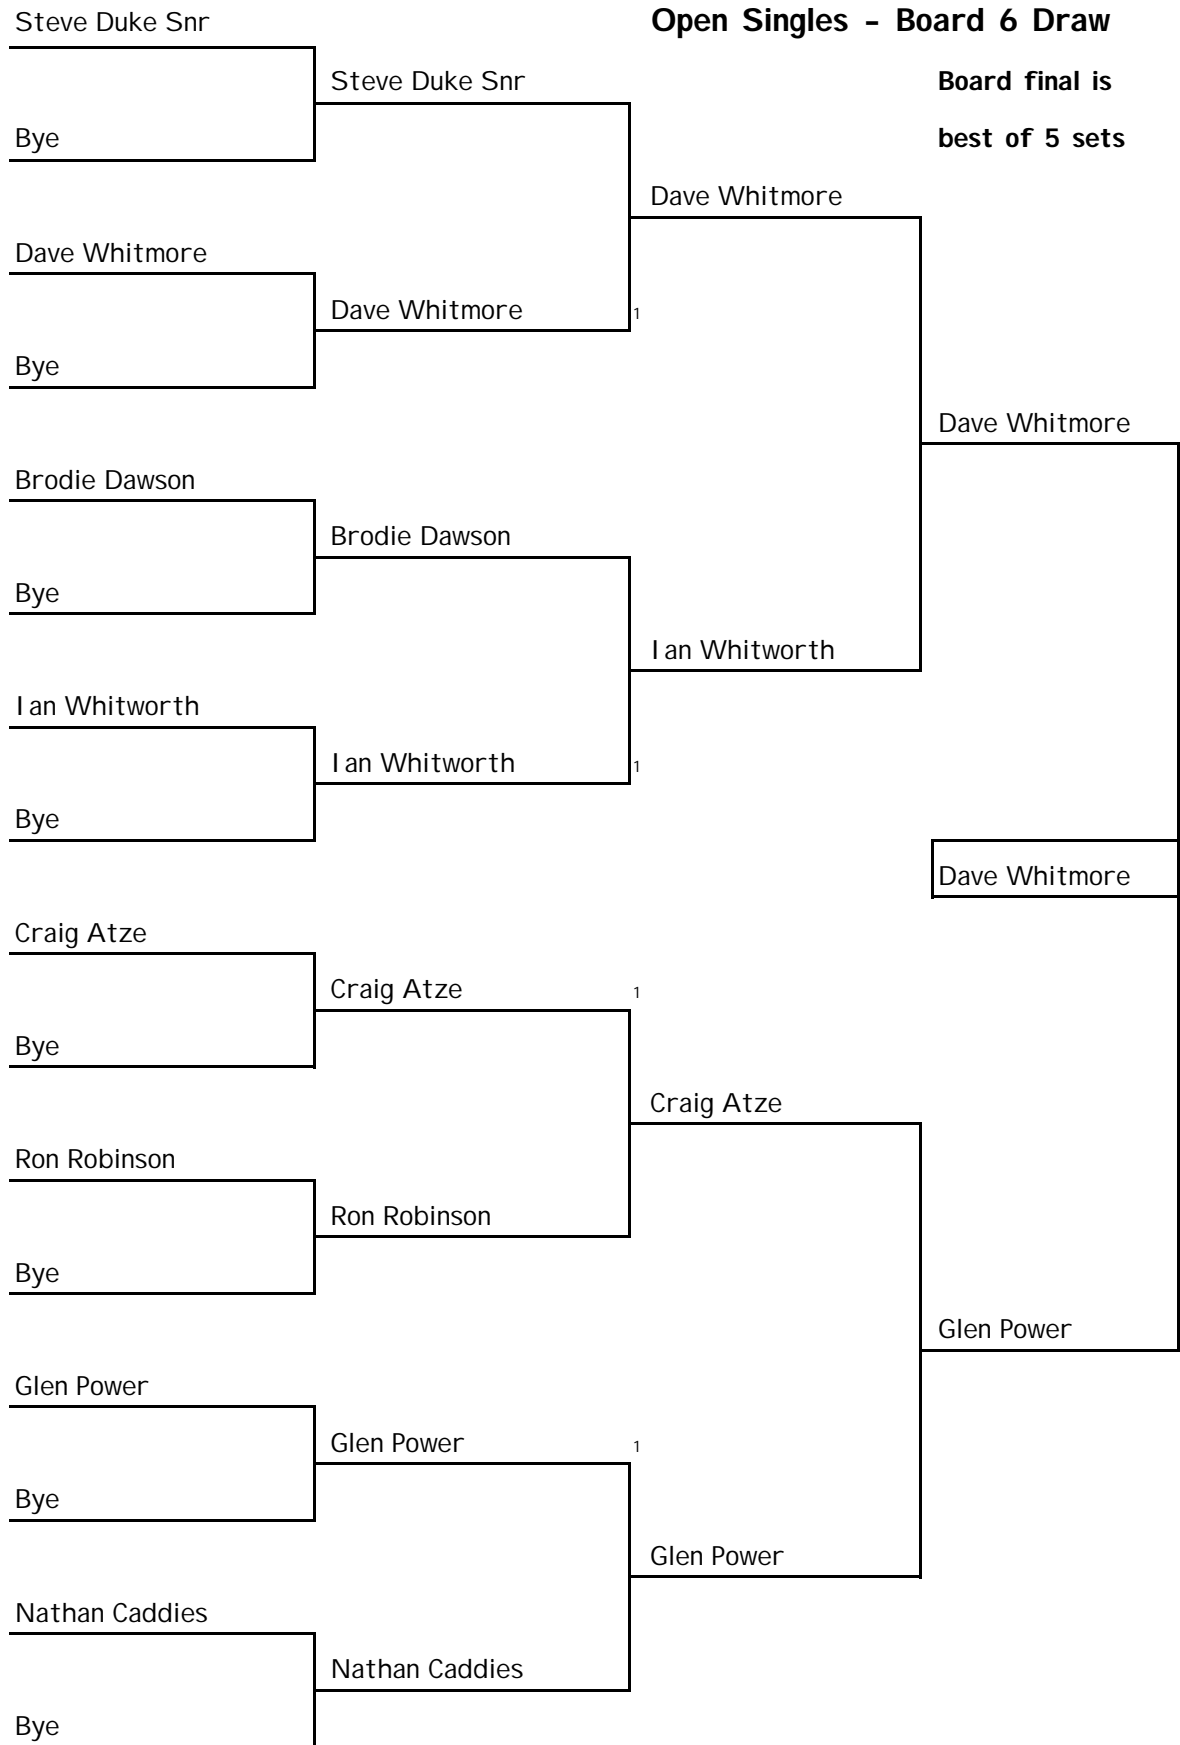 Steve Duke Snr
Open Singles - Board 6 Draw
Steve Duke Snr
Board final is
Bye
best of 5 sets
Dave Whitmore
Dave Whitmore
Dave Whitmore
1
Bye
Dave Whitmore
Brodie Dawson
Brodie Dawson
Bye
Ian Whitworth
Ian Whitworth
Ian Whitworth
1
Bye
Dave Whitmore
Craig Atze
Craig Atze
1
Bye
Craig Atze
Ron Robinson
Ron Robinson
Bye
Glen Power
Glen Power
Glen Power
1
Bye
Glen Power
Nathan Caddies
Nathan Caddies
Bye